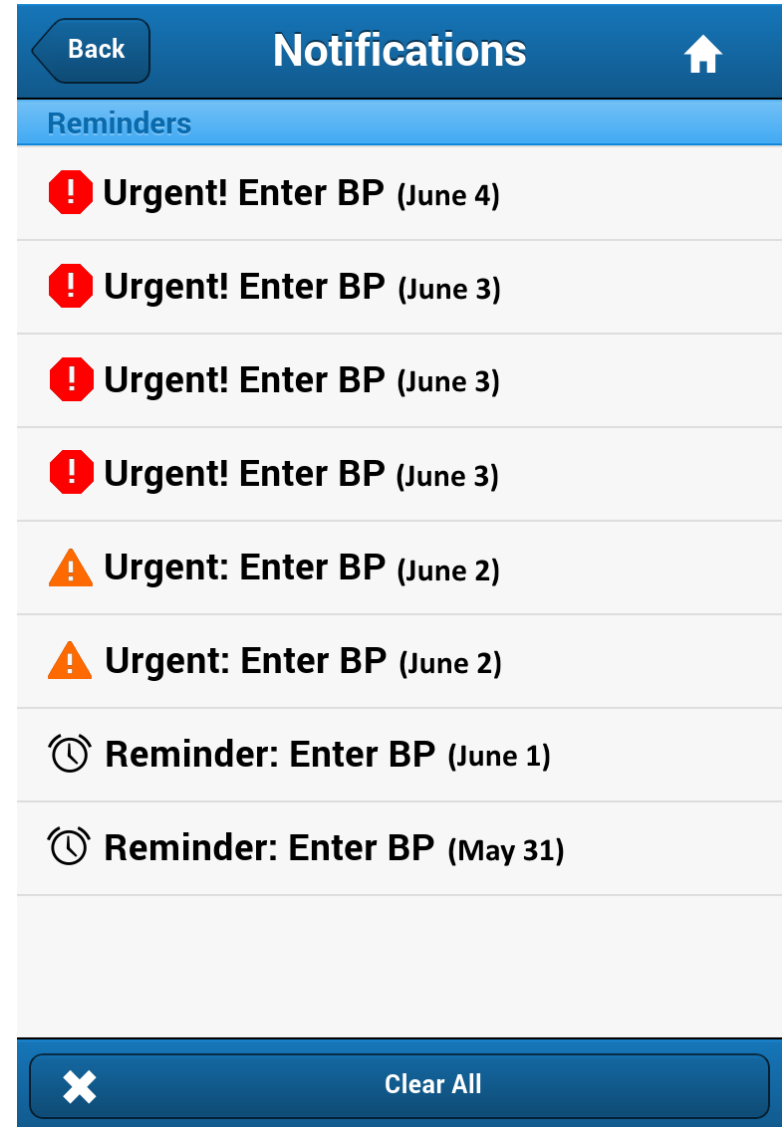 Back
Notifications
Reminders
Urgent! Enter BP (June 4)
Urgent! Enter BP (June 3)
Urgent! Enter BP (June 3)
Urgent! Enter BP (June 3)
Urgent: Enter BP (June 2)
Urgent: Enter BP (June 2)
Reminder: Enter BP (June 1)
Reminder: Enter BP (May 31)
Clear All